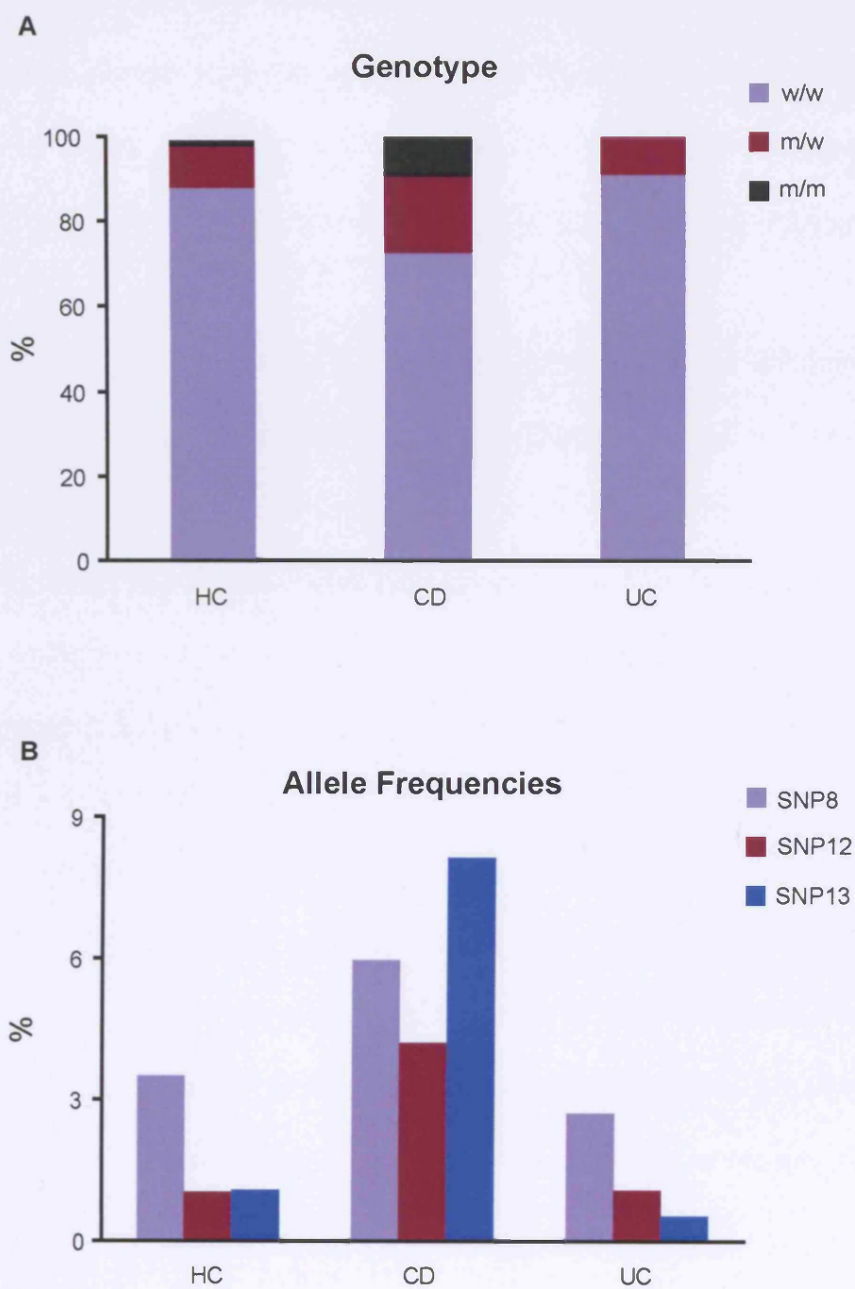 A
Genotype
w/w
m/w
m/m
100
80
60
40
20
0
%
HC CD UC
B
Allele Frequencies
SNP8
SNP12
SNP13
9
6
3
0
%
HC CD UC